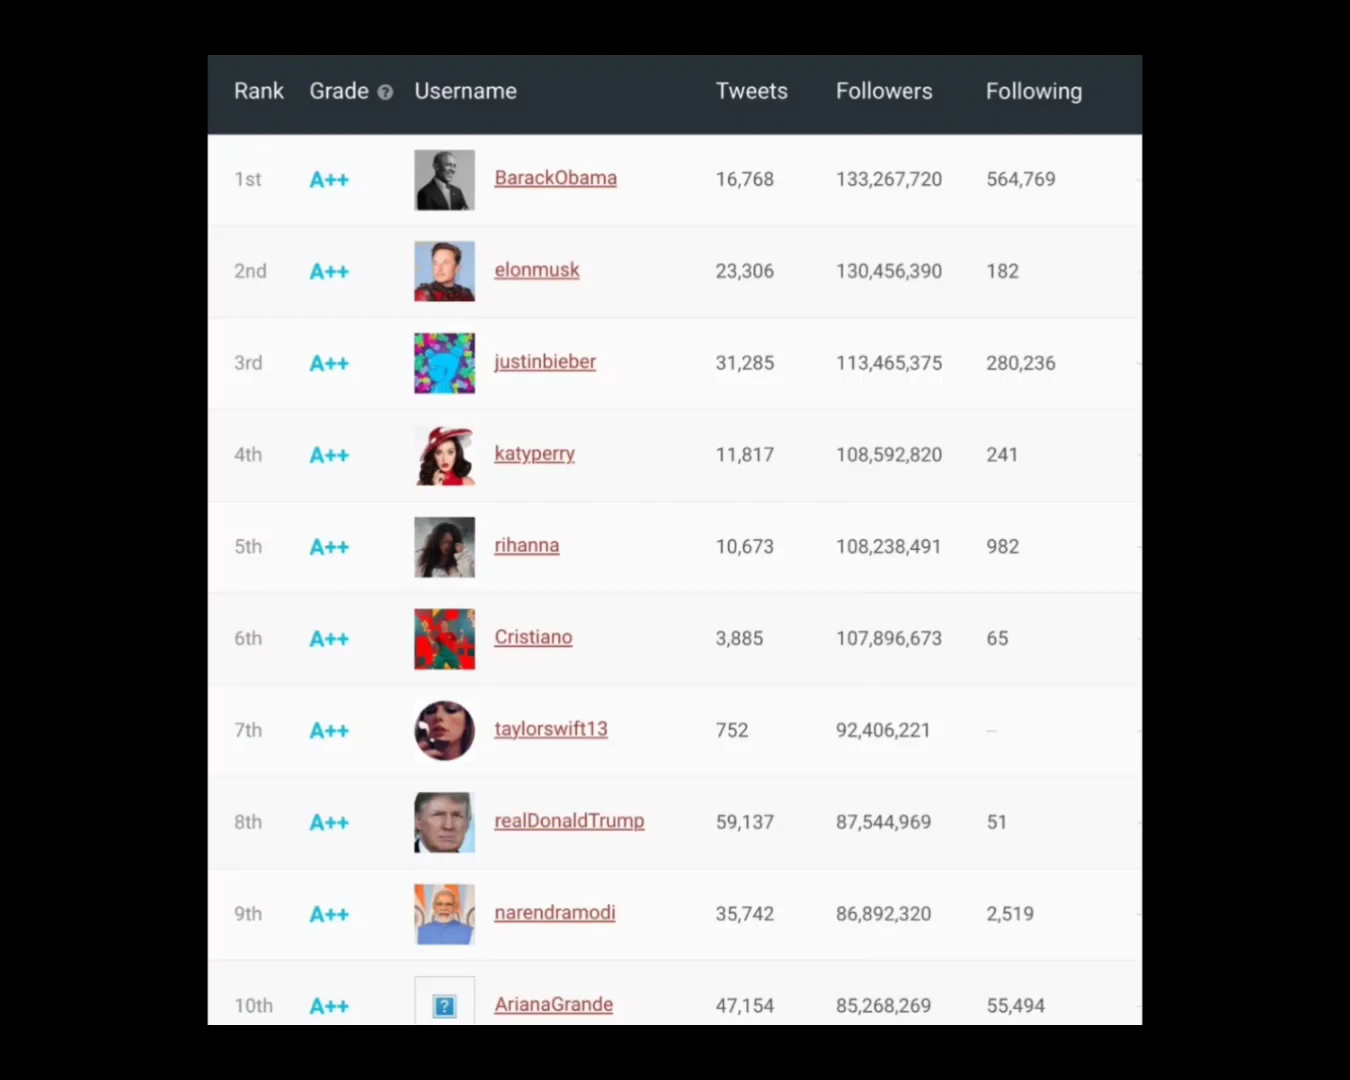 Rank Grade ? Username Tweets Followers Following
1st A++ BarackObama 16,768 133,267,720 564,769
2nd A++ elonmusk 23,306 130,456,390 182
3rd A++ justinbieber 31,285 113,465,375 280,236
4th A++ katyperry 11,817 108,592,820 241
5th A++ rihanna 10,673 108,238,491 982
6th A++ Cristiano 3,885 107,896,673 65
7th A++ taylorswift13 752 92,406,221 --
8th A++ realDonaldTrump 59,137 87,544,969 51
9th A++ narendramodi 35,742 86,892,320 2,519
10th A++ ? ArianaGrande 47,154 85,268,269 55,494